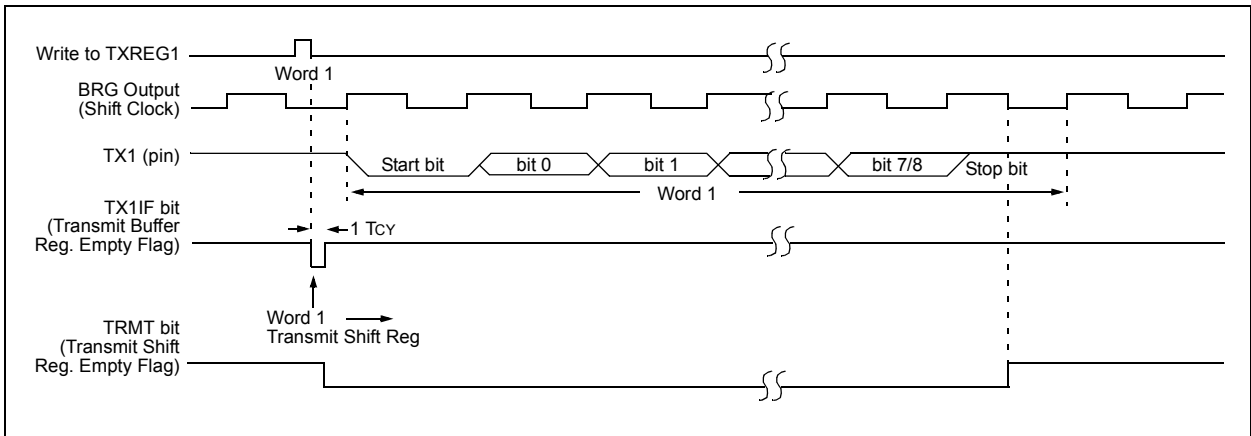 Write to TXREG1
Word 1
BRG Output
(Shift Clock)
TX1 (pin)
Start bit
bit 0
bit 1
bit 7/8
Stop bit
Word 1
TX1IF bit
(Transmit Buffer
Reg. Empty Flag)
1 TCY
Word 1
Transmit Shift Reg
TRMT bit
(Transmit Shift
Reg. Empty Flag)